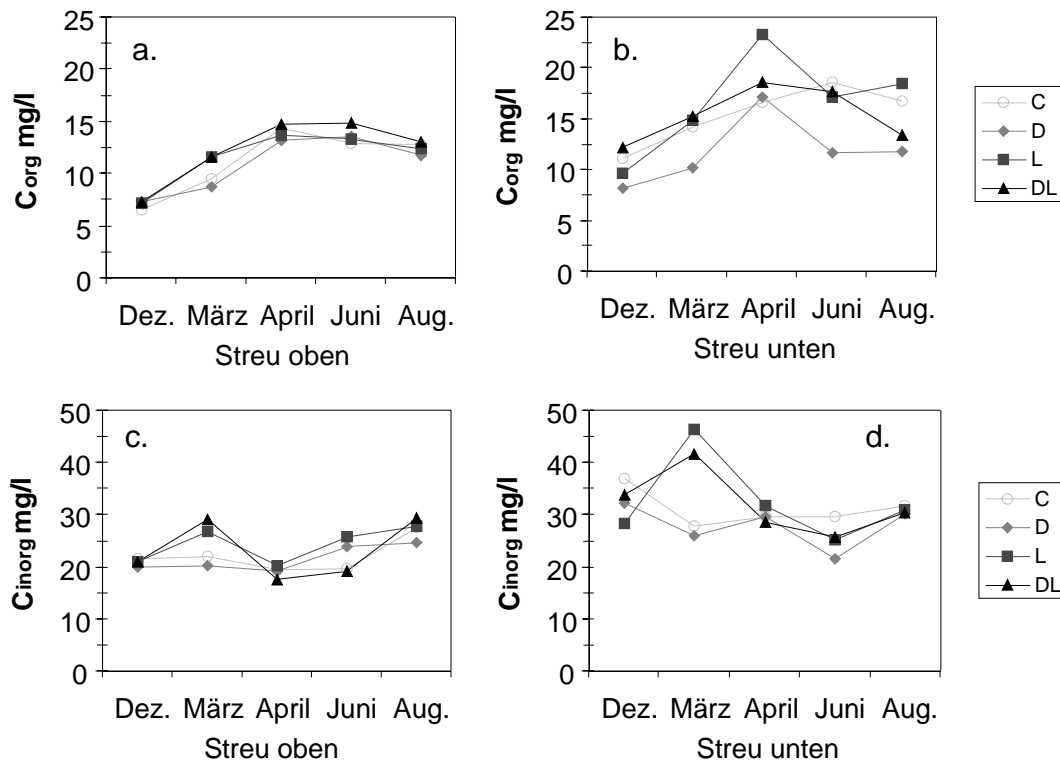 25
20
15
10
5
0
Corg mg/l
a.
Dez. März April Juni Aug.
Streu oben
25
20
15
10
5
0
Corg mg/l
b.
Dez. März April Juni Aug.
Streu unten
C
D
L
DL
50
40
30
20
10
0
Cinorg mg/l
c.
Dez. März April Juni Aug.
Streu oben
50
40
30
20
10
0
Cinorg mg/l
d.
Dez. März April Juni Aug.
Streu unten
C
D
L
DL